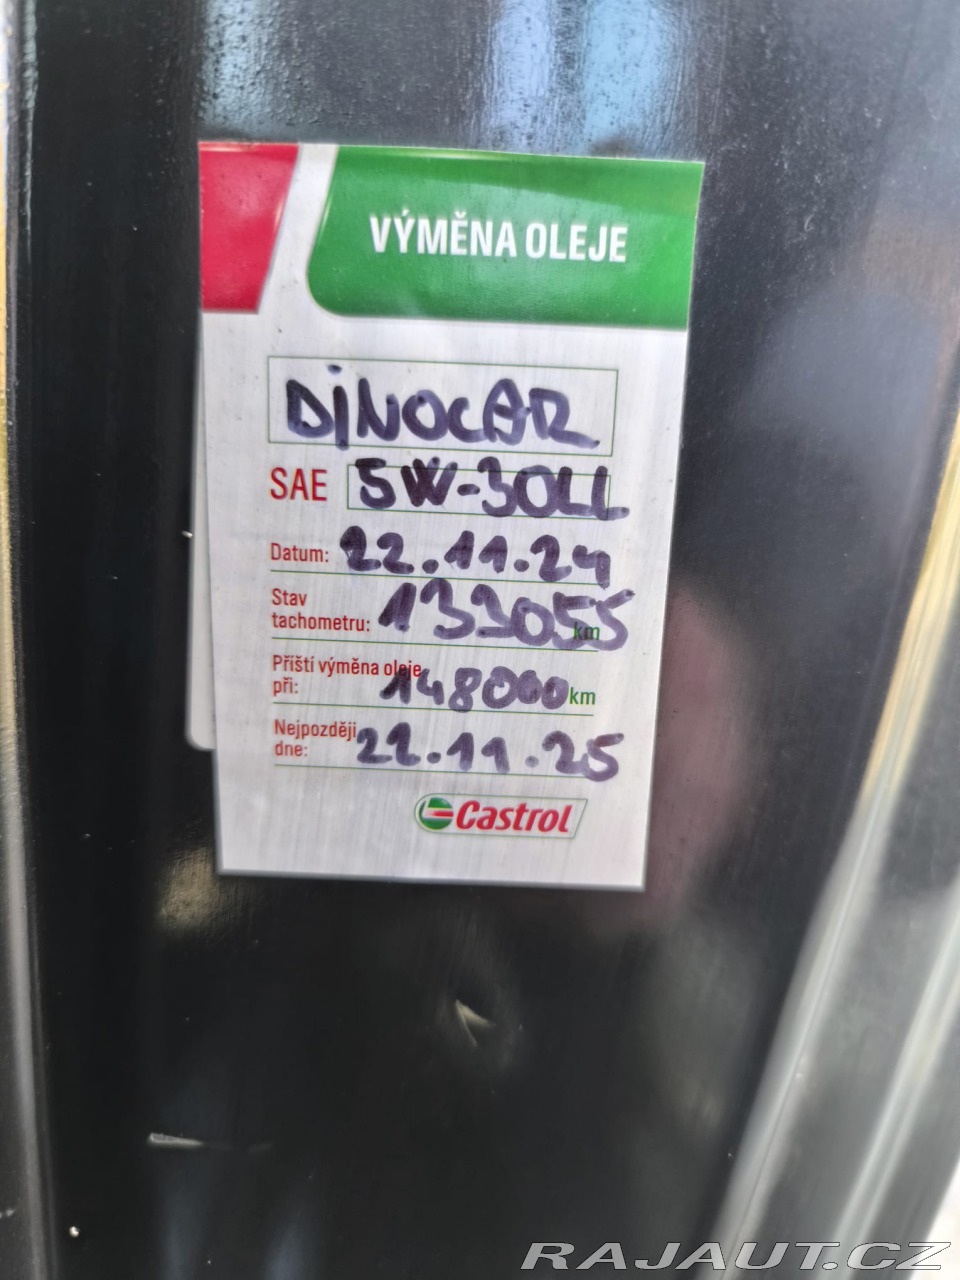 VÝMĚNA OLEJE
DiNOCAR
SAE 5W-30LL
Datum: 22.11.24
Stav
tachometru: 133055 km
Příští výměna oleje
při: 148000 km
Nejpozději
dne: 22.11.25
Castrol
RAJAUT.CZ